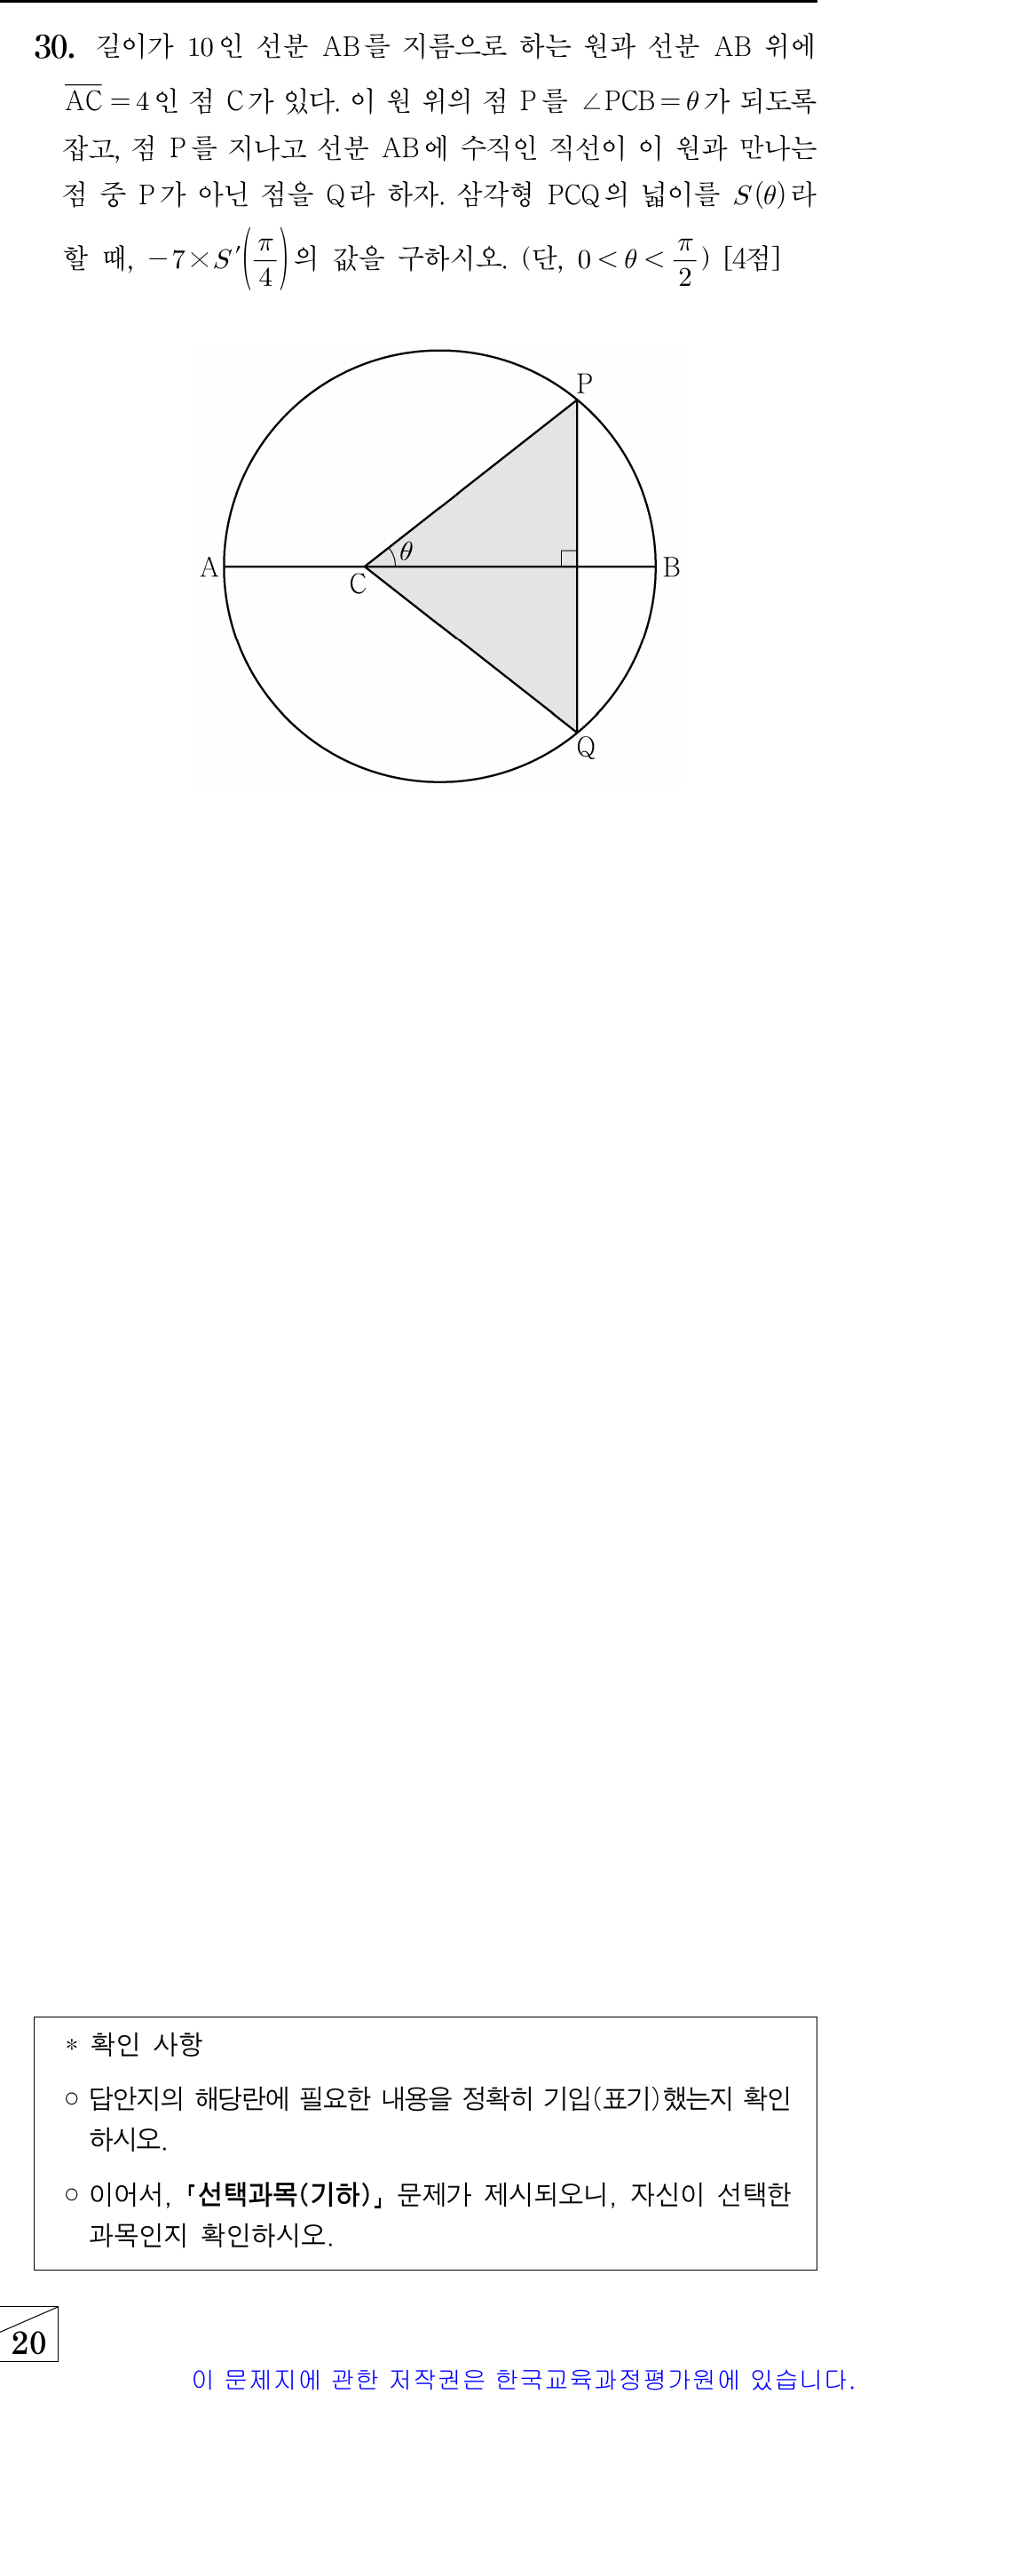 30. 길이가 10인 선분 AB를 지름으로 하는 원과 선분 AB 위에
$\overline{AC}=4$인 점 C가 있다. 이 원 위의 점 P를 ∠PCB=θ가 되도록
잡고, 점 P를 지나고 선분 AB에 수직인 직선이 이 원과 만나는
점 중 P가 아닌 점을 Q라 하자. 삼각형 PCQ의 넓이를 S(θ)라
할 때, $-7×S'\left(\frac{π}{4}\right)$의 값을 구하시오. (단, $0<θ<\frac{π}{2}$) [4점]
P
A
θ
B
C
Q
* 확인 사항
○ 답안지의 해당란에 필요한 내용을 정확히 기입(표기)했는지 확인
하시오.
○ 이어서, 「선택과목(기하)」 문제가 제시되오니, 자신이 선택한
과목인지 확인하시오.
20
이 문제지에 관한 저작권은 한국교육과정평가원에 있습니다.